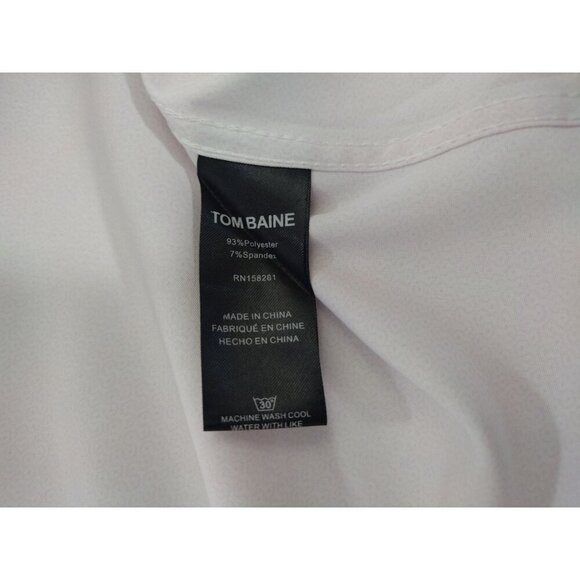 TOM BAINE
93%Polyester
7%Spandex
RN158281
MADE IN CHINA
FABRIQUÉ EN CHINE
HECHO EN CHINA
30°
MACHINE WASH COOL
WATER WITH LIKE